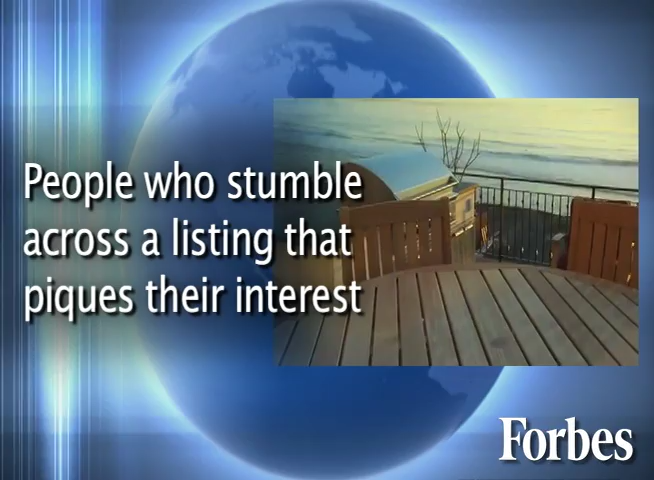 People who stumble
across a listing that
piques their interest
Forbes